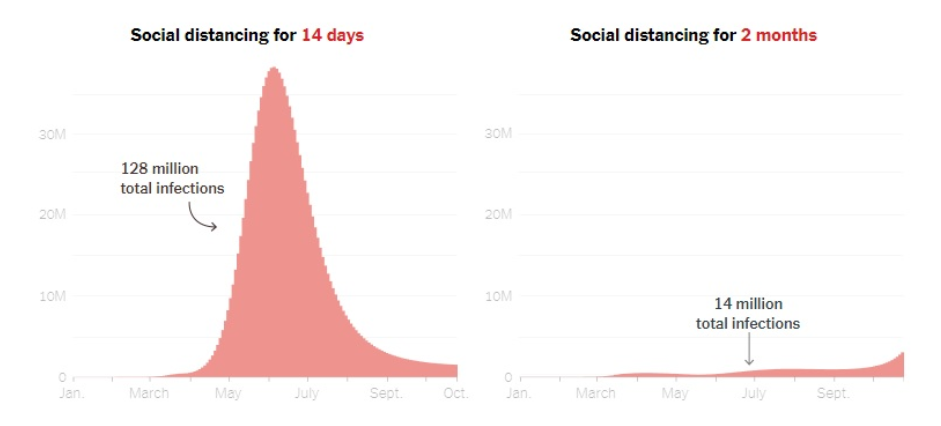 Social distancing for 14 days
30M
20M
10M
0
128 million
total infections
Jan.
March
May
July
Sept.
Oct.
Social distancing for 2 months
30M
20M
10M
0
14 million
total infections
Jan.
March
May
July
Sept.